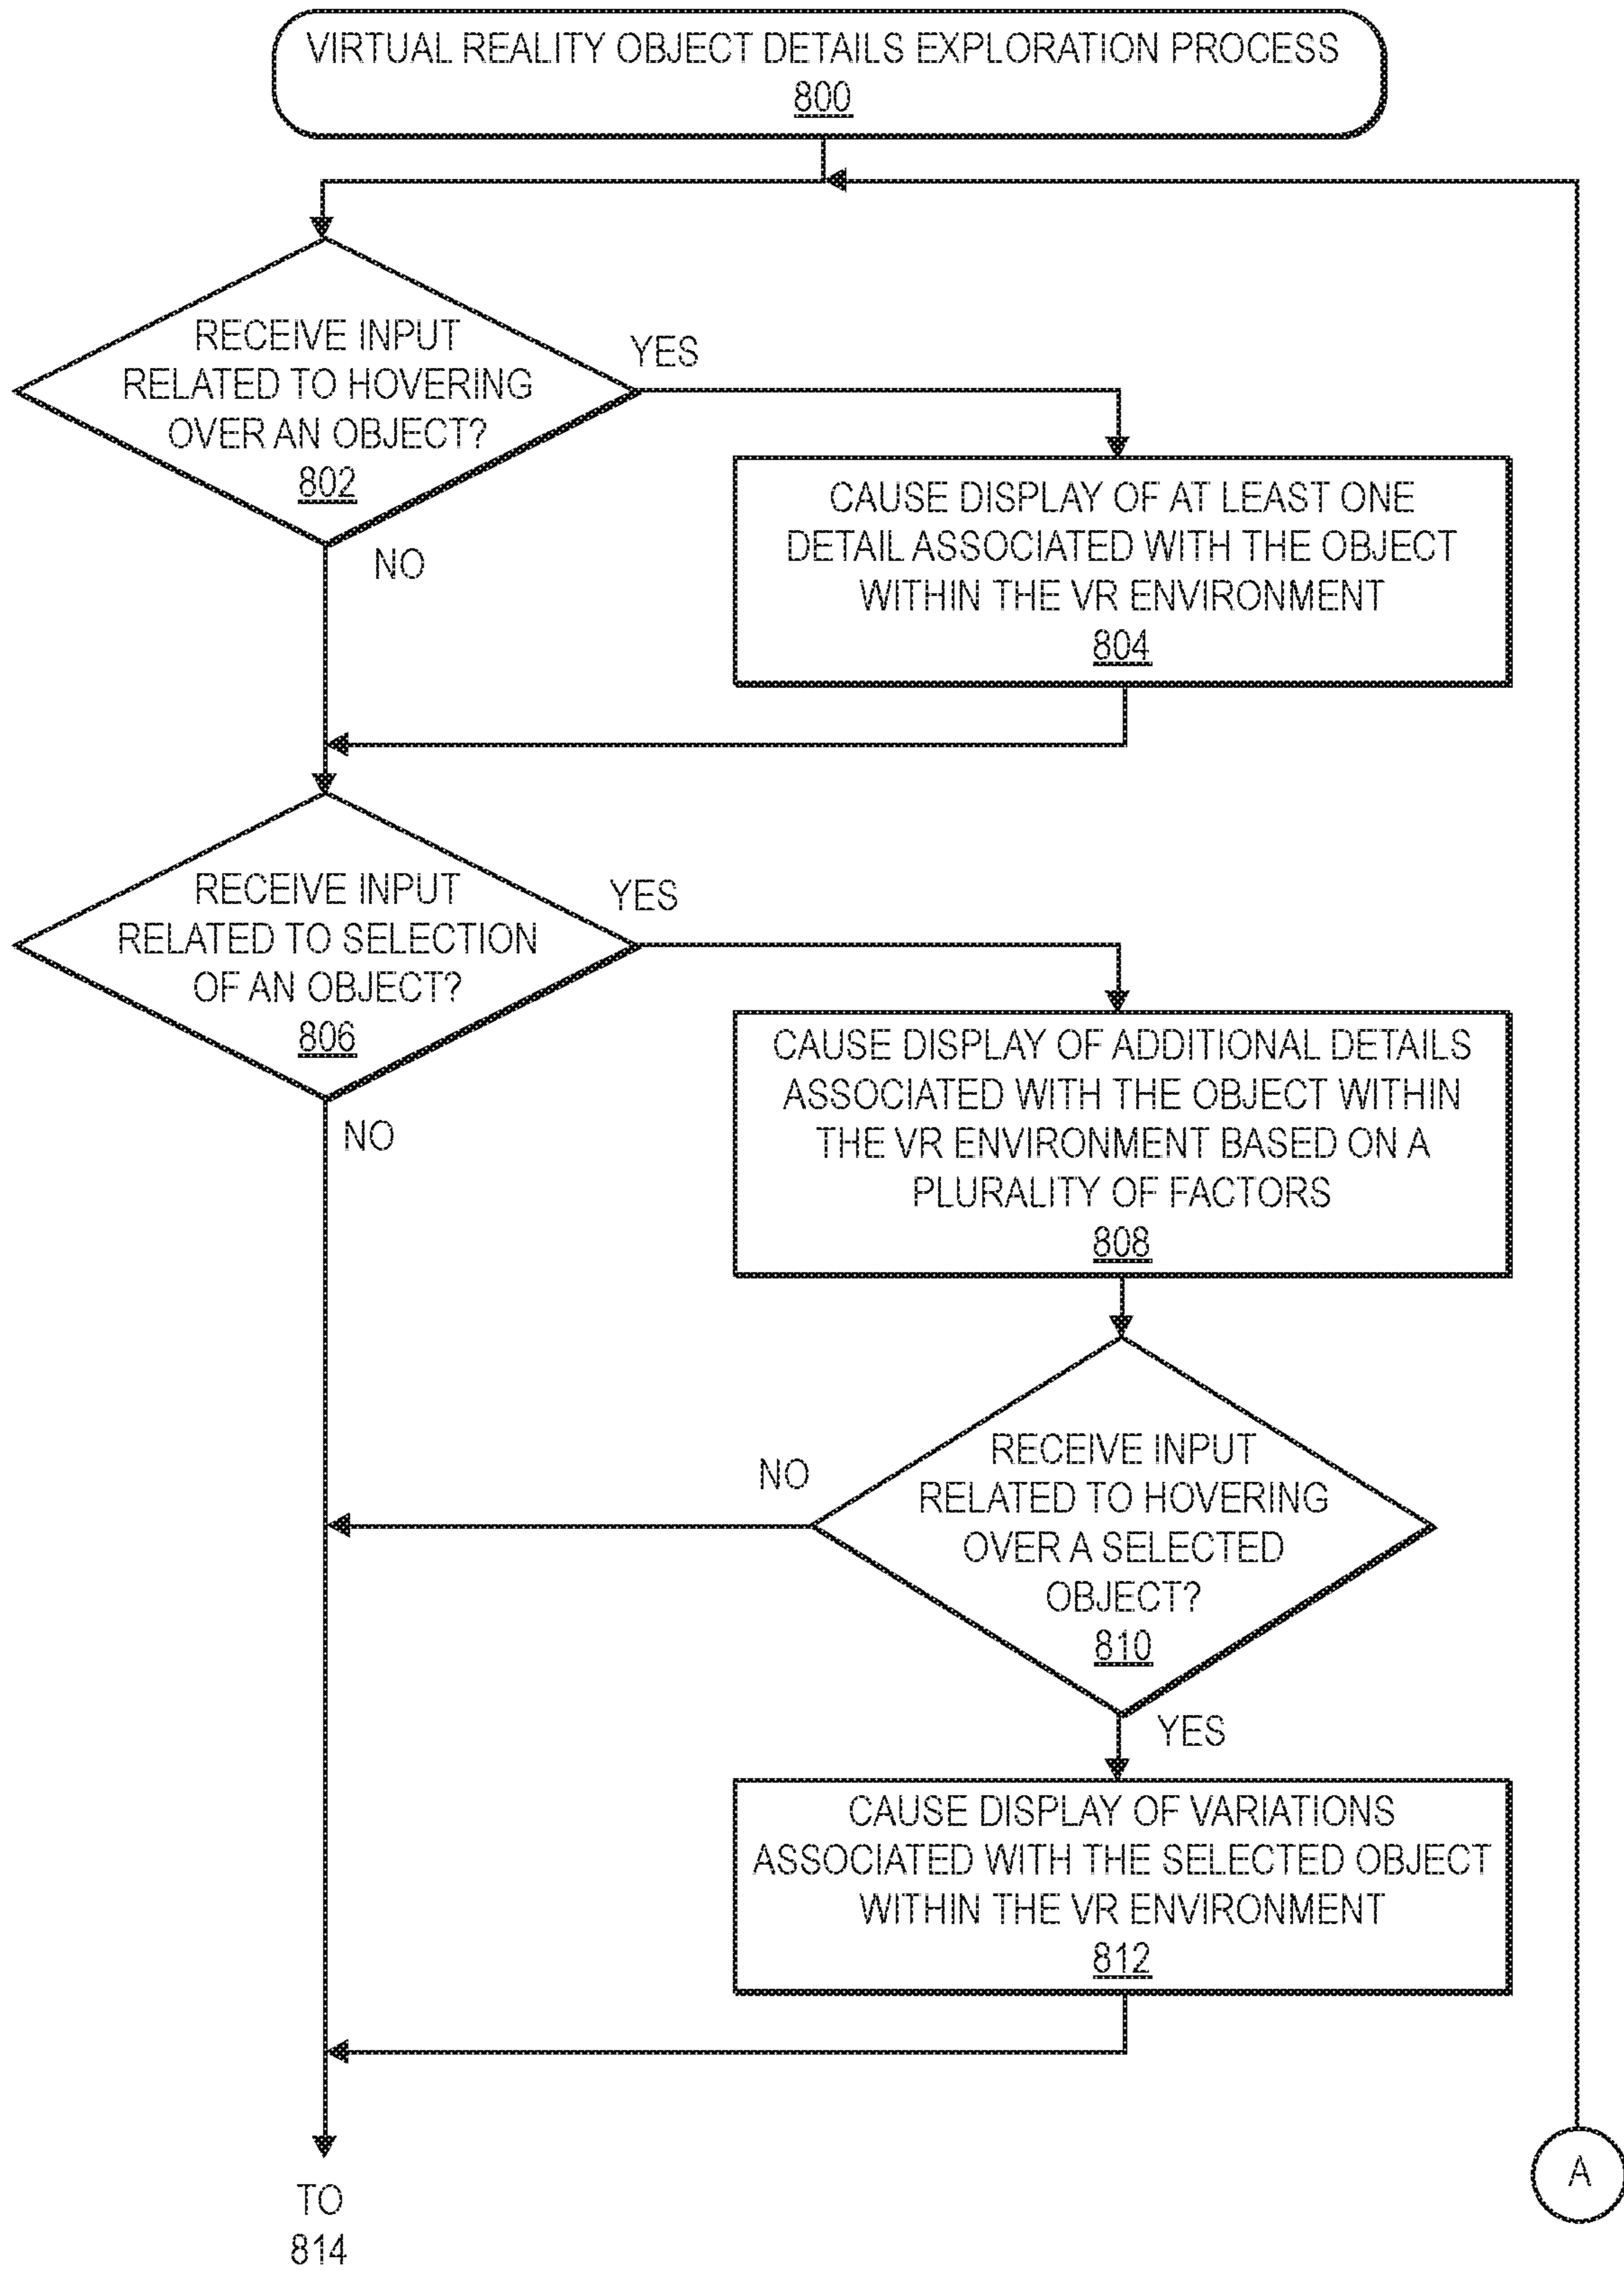 VIRTUAL REALITY OBJECT DETAILS EXPLORATION PROCESS
800
RECEIVE INPUT
RELATED TO HOVERING
OVER AN OBJECT?
802
YES
NO
CAUSE DISPLAY OF AT LEAST ONE
DETAIL ASSOCIATED WITH THE OBJECT
WITHIN THE VR ENVIRONMENT
804
RECEIVE INPUT
RELATED TO SELECTION
OF AN OBJECT?
806
YES
NO
CAUSE DISPLAY OF ADDITIONAL DETAILS
ASSOCIATED WITH THE OBJECT WITHIN
THE VR ENVIRONMENT BASED ON A
PLURALITY OF FACTORS
808
RECEIVE INPUT
RELATED TO HOVERING
OVER A SELECTED
OBJECT?
810
NO
YES
CAUSE DISPLAY OF VARIATIONS
ASSOCIATED WITH THE SELECTED OBJECT
WITHIN THE VR ENVIRONMENT
812
TO
814
A